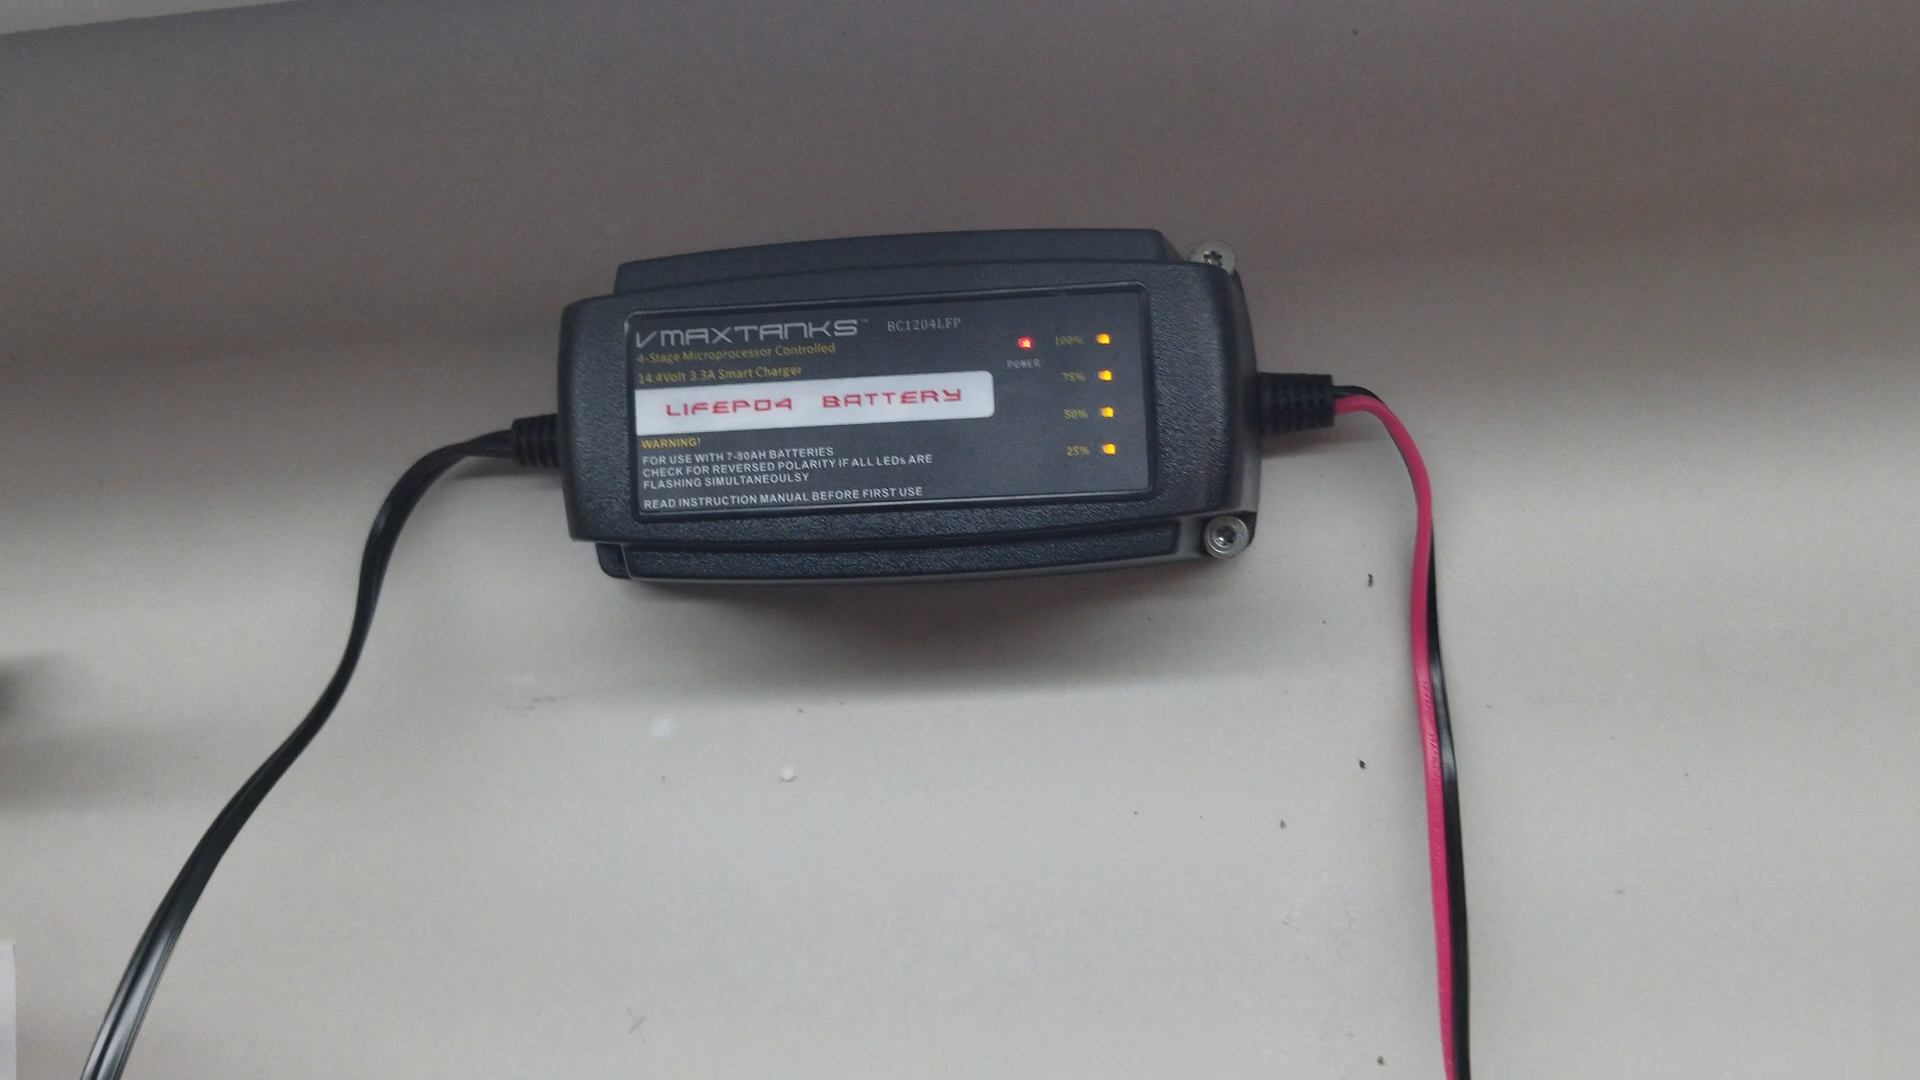 VMAXTANKS™ BC1204LFP
4-Stage Microprocessor Controlled
14.4Volt 3.3A Smart Charger
LIFEPO4 BATTERY
WARNING!
FOR USE WITH 7-80AH BATTERIES
CHECK FOR REVERSED POLARITY IF ALL LEDs ARE
FLASHING SIMULTANEOULSY
READ INSTRUCTION MANUAL BEFORE FIRST USE
POWER
100%
75%
50%
25%